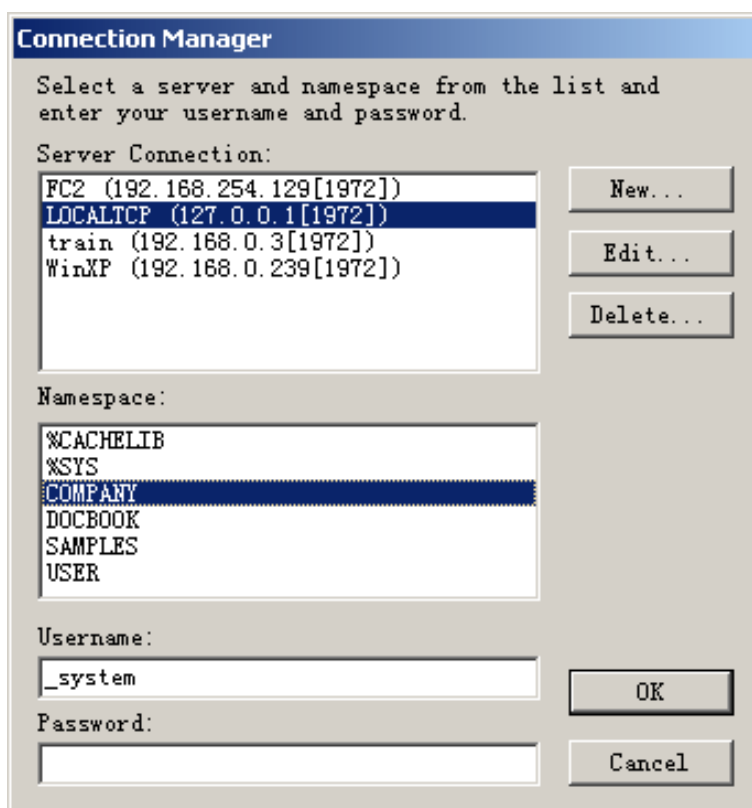 Connection Manager
Select a server and namespace from the list and
enter your username and password.
Server Connection:
FC2 (192.168.254.129[1972])
LOCALTCP (127.0.0.1[1972])
train (192.168.0.3[1972])
WinXP (192.168.0.239[1972])
New...
Edit...
Delete...
Namespace:
%CACHELIB
%SYS
COMPANY
DOCBOOK
SAMPLES
USER
Username:
_system
Password:
OK
Cancel